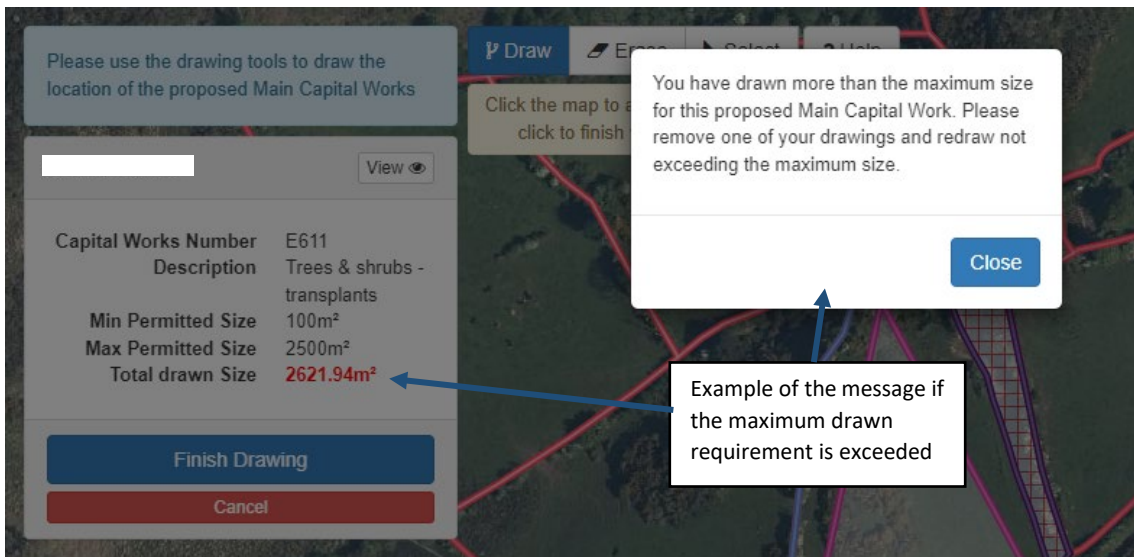 Please use the drawing tools to draw the
location of the proposed Main Capital Works
View
Capital Works Number E611
Description Trees & shrubs -
transplants
Min Permitted Size 100m²
Max Permitted Size 2500m²
Total drawn Size 2621.94m²
Finish Drawing
Cancel
Draw
Click the map to
click to finish
You have drawn more than the maximum size
for this proposed Main Capital Work. Please
remove one of your drawings and redraw not
exceeding the maximum size.
Close
Example of the message if
the maximum drawn
requirement is exceeded